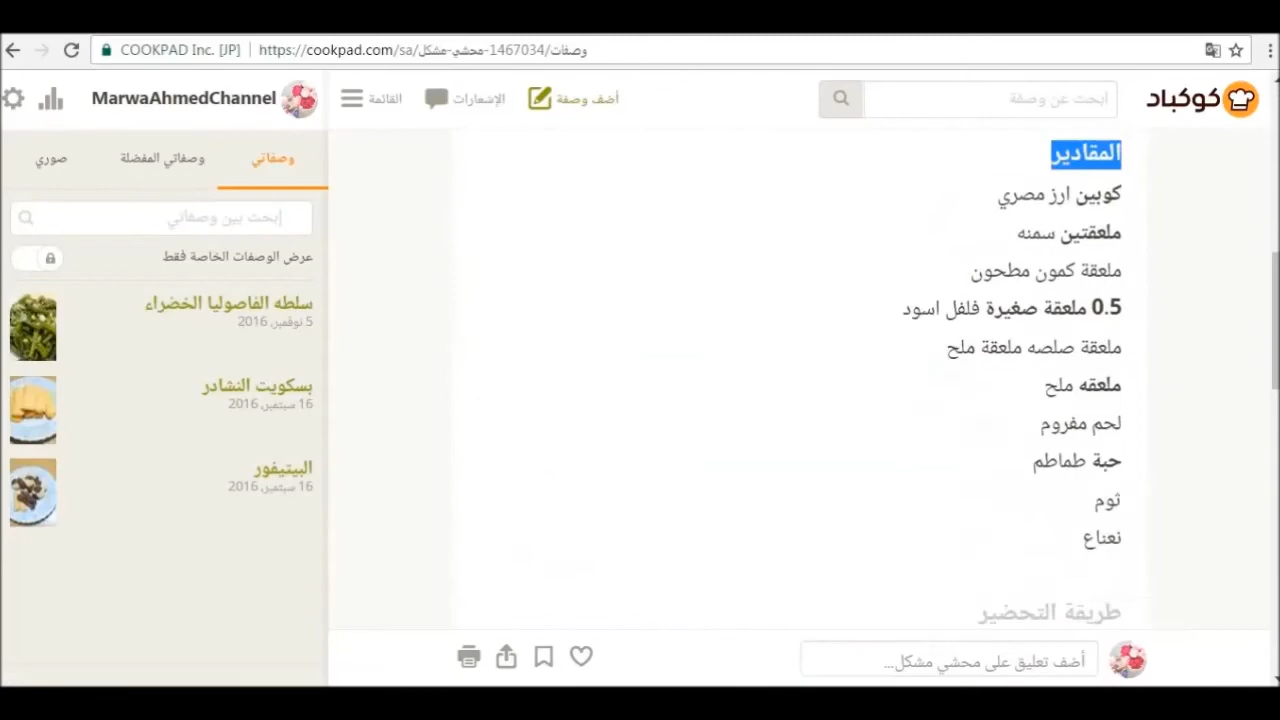 COOKPAD Inc. [JP] https://cookpad.com/sa/وصفات/1467034-محشي-مشكل
MarwaAhmedChannel
القائمة
الإشعارات
أضف وصفة
ابحث عن وصفة
كوكباد
وصفاتي
وصفاتي المفضلة
صوري
إبحث بين وصفاتي
عرض الوصفات الخاصة فقط
سلطه الفاصوليا الخضراء
5 نوفمبر، 2016
بسكويت النشادر
16 سبتمبر، 2016
البيتيفور
16 سبتمبر، 2016
المقادير
كوبين ارز مصري
ملعقتين سمنه
ملعقة كمون مطحون
0.5 ملعقة صغيرة فلفل اسود
ملعقة صلصه ملعقة ملح
ملعقه ملح
لحم مفروم
حبة طماطم
ثوم
نعناع
طريقة التحضير
أضف تعليق على محشي مشكل...